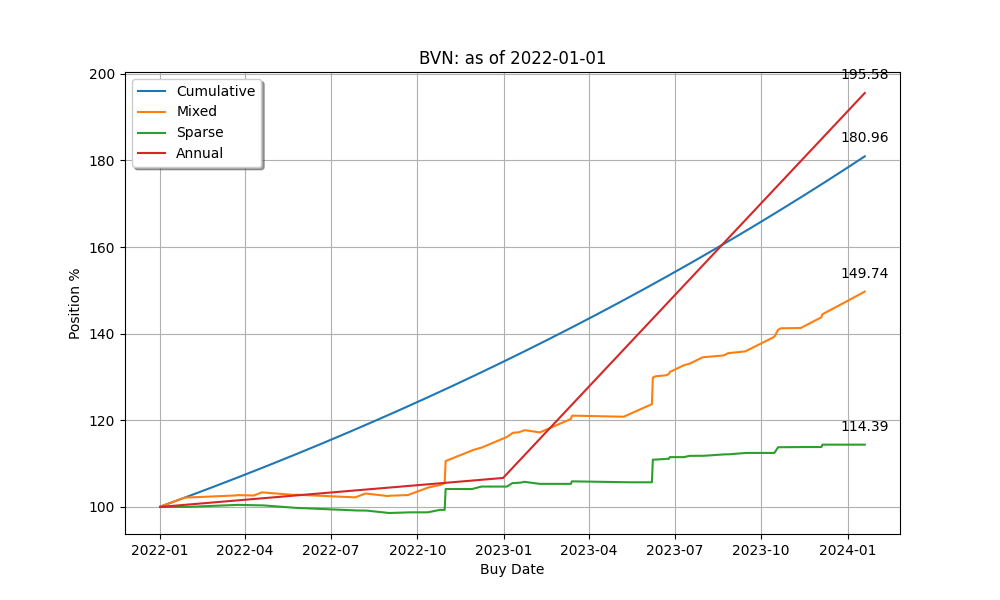 BVN: as of 2022-01-01
Cumulative
Mixed
Sparse
Annual
195.58
180.96
149.74
114.39
Position %
200
180
160
140
120
100
2022-01 2022-04 2022-07 2022-10 2023-01 2023-04 2023-07 2023-10 2024-01
Buy Date